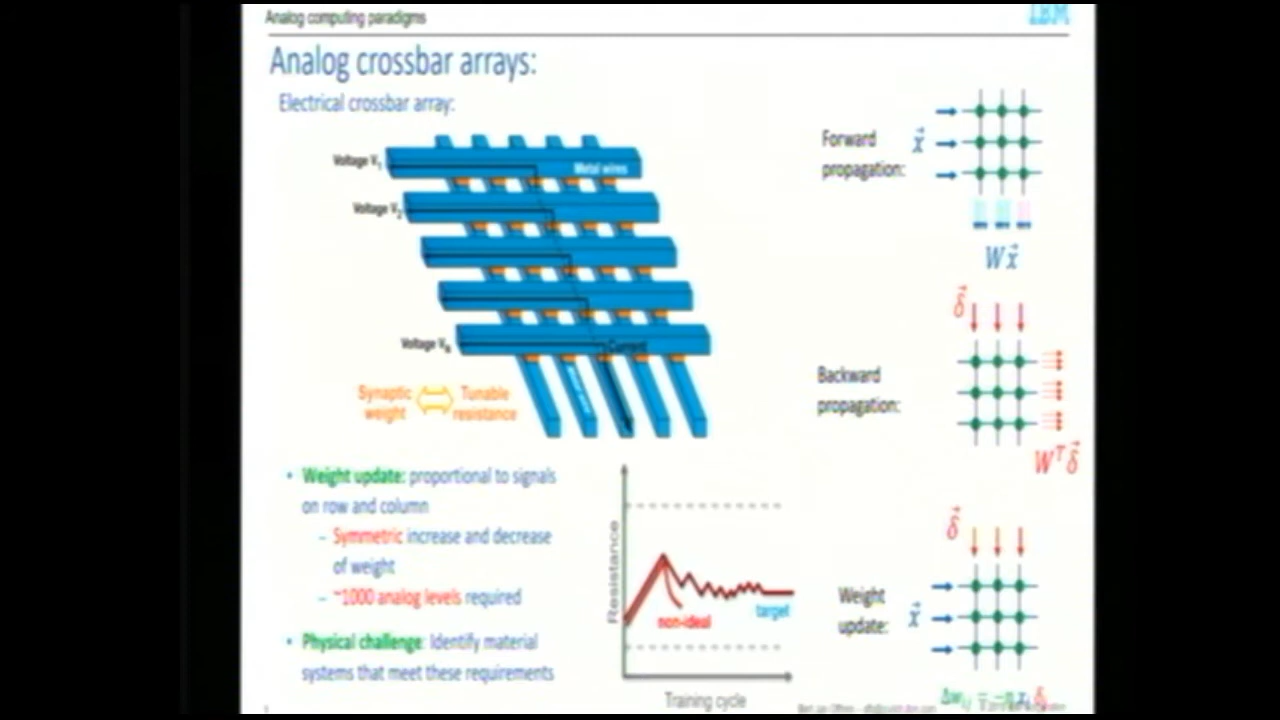 Analog computing paradigms
IBM
Analog crossbar arrays:
Electrical crossbar array:
Voltage V1
Metal wires
Voltage V2
Voltage VN
Current
Synaptic
weight
Tunable
resistance
• Weight update: proportional to signals
on row and column
– Symmetric increase and decrease
of weight
– ~1000 analog levels required
• Physical challenge: Identify material
systems that meet these requirements
Resistance
non-ideal
target
Training cycle
Forward
propagation:
x⃗
Wx⃗
δ⃗
Backward
propagation:
Wᵀδ⃗
δ⃗
Weight
update:
x⃗